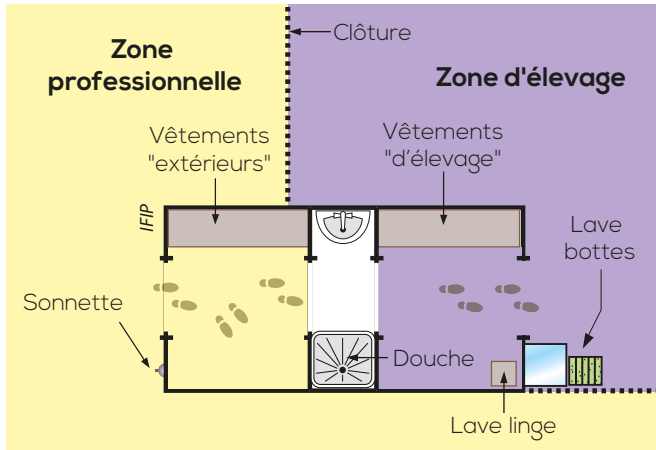 Clôture
Zone
professionnelle
Zone d'élevage
Vêtements
"extérieurs"
Vêtements
"d'élevage"
IFIP
Lave
bottes
Sonnette
Douche
Lave linge